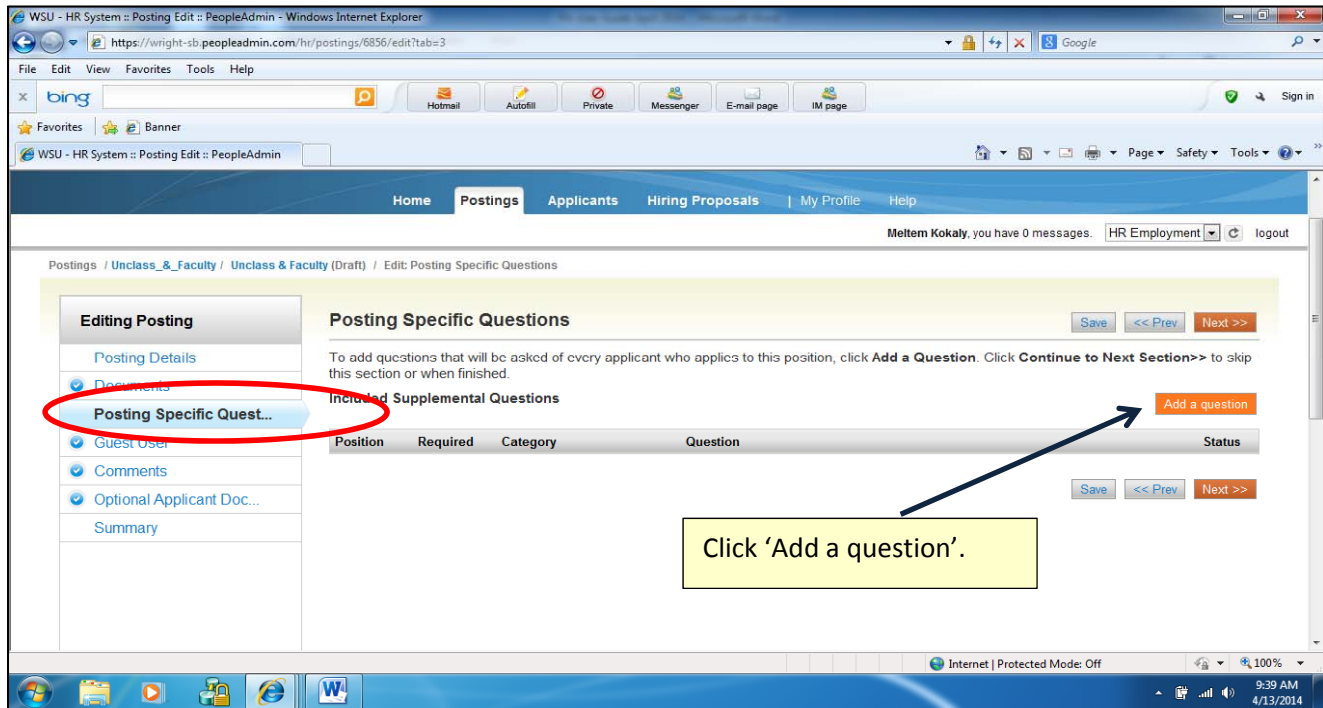 WSU - HR System :: Posting Edit :: PeopleAdmin - Windows Internet Explorer
https://wright-sb.peopleadmin.com/hr/postings/6856/edit?tab=3
Google
File Edit View Favorites Tools Help
x bing Hotmail Autofill Private Messenger E-mail page IM page Sign in
Favorites Banner
WSU - HR System :: Posting Edit :: PeopleAdmin Page Safety Tools
Home Postings Applicants Hiring Proposals | My Profile Help
Meltem Kokaly, you have 0 messages. HR Employment logout
Postings / Unclass_&_Faculty / Unclass & Faculty (Draft) / Edit: Posting Specific Questions
Editing Posting
Posting Details
Documents
Posting Specific Quest...
Guest User
Comments
Optional Applicant Doc...
Summary
Posting Specific Questions
Save << Prev Next >>
To add questions that will be asked of every applicant who applies to this position, click Add a Question. Click Continue to Next Section>> to skip
this section or when finished.
Included Supplemental Questions
Add a question
Position Required Category Question Status
Save << Prev Next >>
Click ‘Add a question’.
Internet | Protected Mode: Off 100%
9:39 AM
4/13/2014